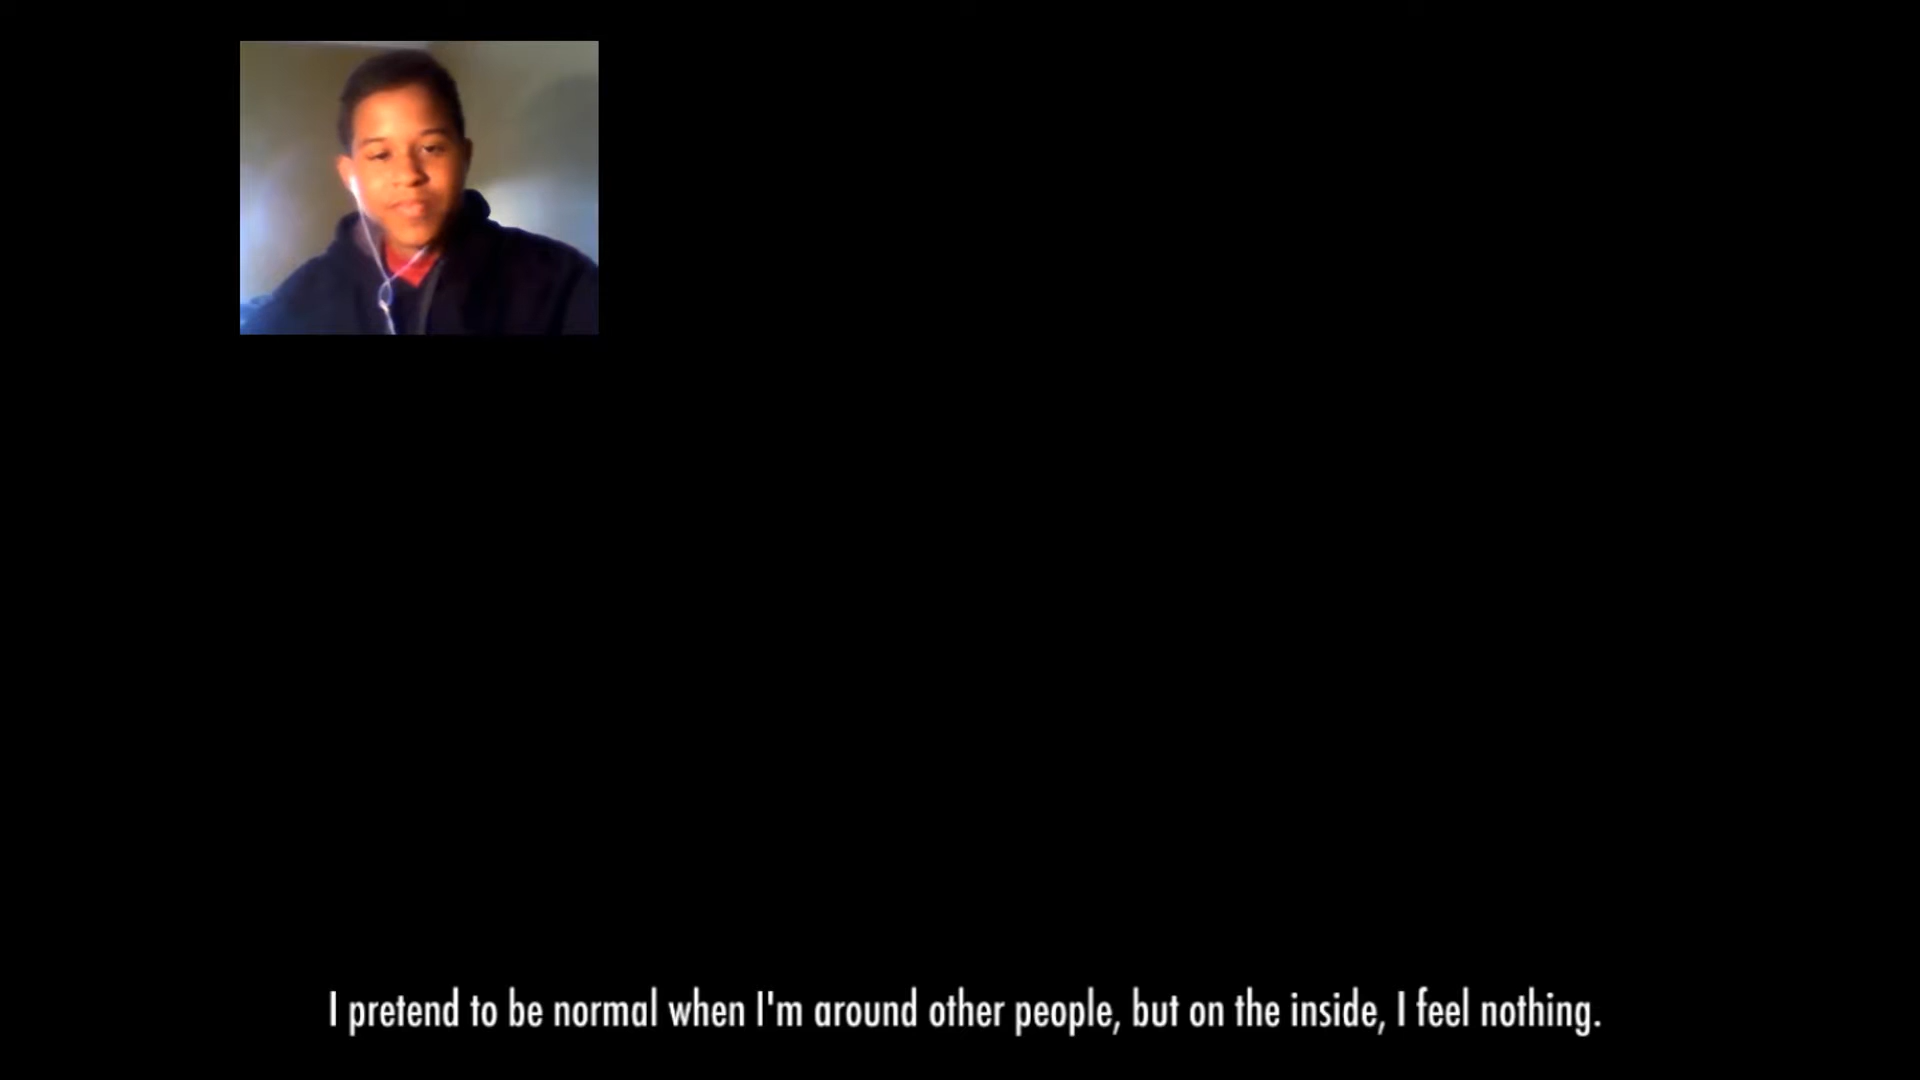 I pretend to be normal when I'm around other people, but on the inside, I feel nothing.